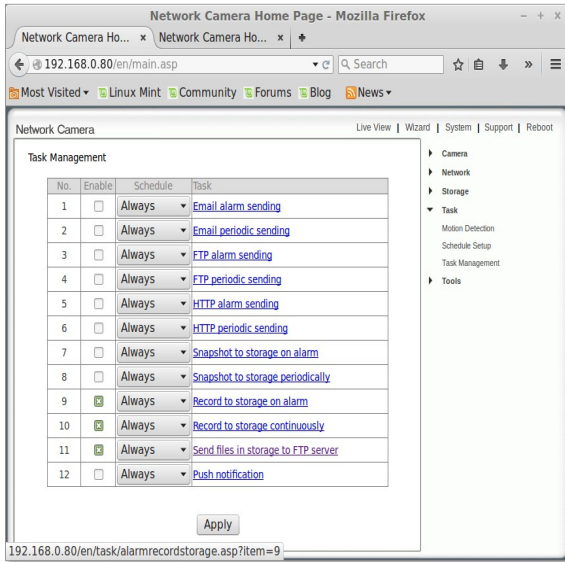 Network Camera Home Page - Mozilla Firefox
Network Camera Ho... × Network Camera Ho... × +
192.168.0.80/en/main.asp Search
Most Visited Linux Mint Community Forums Blog News
Network Camera
Live View | Wizard | System | Support | Reboot
Task Management
No. Enable Schedule Task
1 Always Email alarm sending
2 Always Email periodic sending
3 Always FTP alarm sending
4 Always FTP periodic sending
5 Always HTTP alarm sending
6 Always HTTP periodic sending
7 Always Snapshot to storage on alarm
8 Always Snapshot to storage periodically
9 Always Record to storage on alarm
10 Always Record to storage continuously
11 Always Send files in storage to FTP server
12 Always Push notification
Apply
Camera
Network
Storage
Task
Motion Detection
Schedule Setup
Task Management
Tools
192.168.0.80/en/task/alarmrecordstorage.asp?item=9